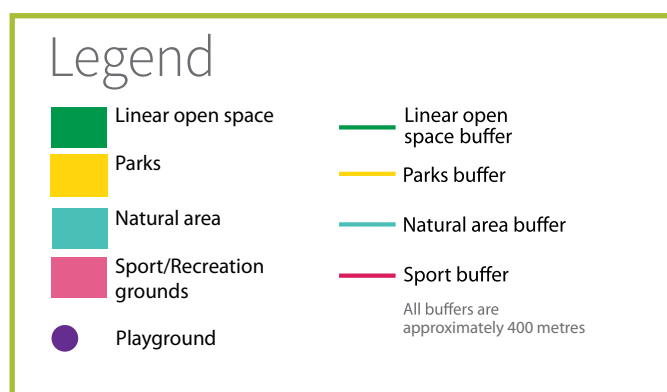 Legend
Linear open space
Parks
Natural area
Sport/Recreation
grounds
Playground
Linear open
space buffer
Parks buffer
Natural area buffer
Sport buffer
All buffers are
approximately 400 metres